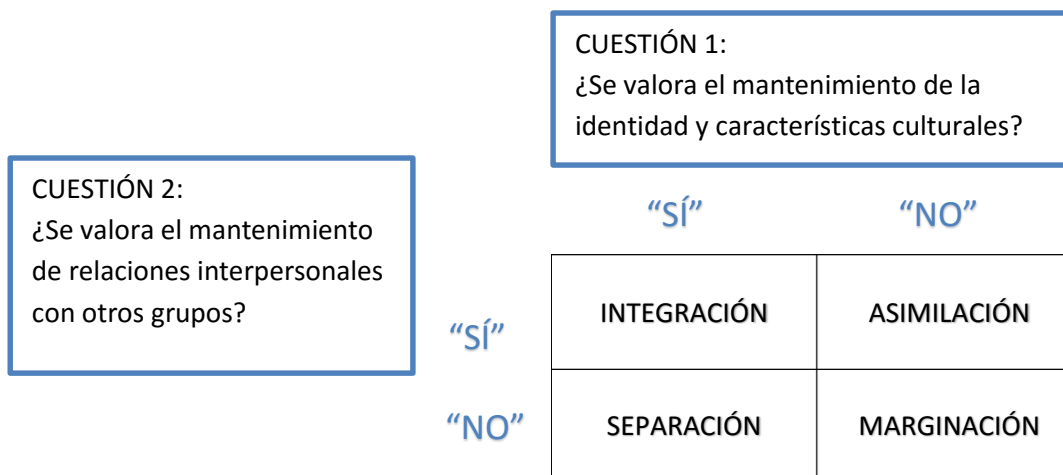 CUESTIÓN 1:
¿Se valora el mantenimiento de la
identidad y características culturales?
CUESTIÓN 2:
¿Se valora el mantenimiento
de relaciones interpersonales
con otros grupos?
“SÍ” “NO”
“SÍ” INTEGRACIÓN ASIMILACIÓN
“NO” SEPARACIÓN MARGINACIÓN